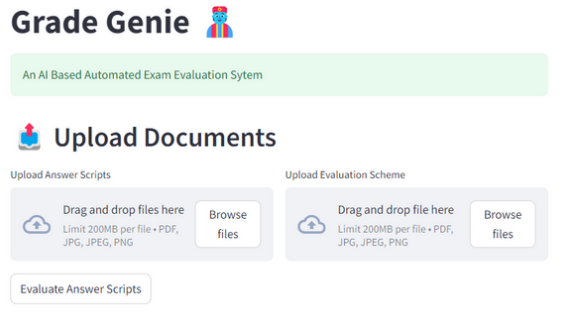 Grade Genie
An AI Based Automated Exam Evaluation Sytem
Upload Documents
Upload Answer Scripts
Drag and drop files here
Limit 200MB per file • PDF,
JPG, JPEG, PNG
Browse
files
Upload Evaluation Scheme
Drag and drop files here
Limit 200MB per file • PDF,
JPG, JPEG, PNG
Browse
files
Evaluate Answer Scripts